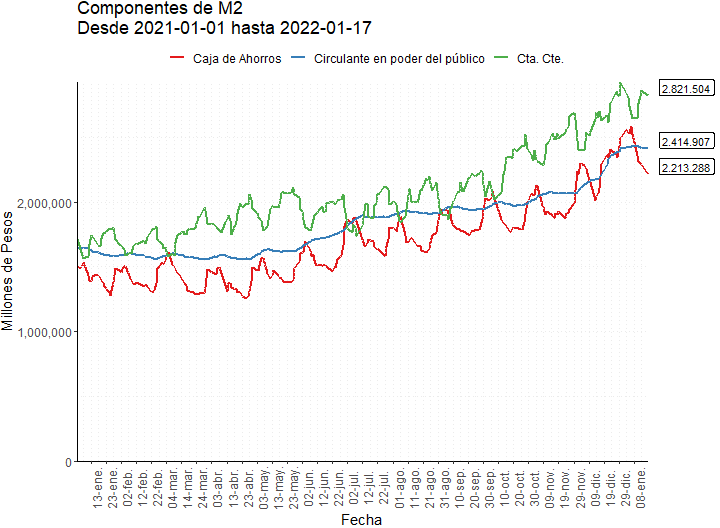 Componentes de M2
Desde 2021-01-01 hasta 2022-01-17
Caja de Ahorros Circulante en poder del público Cta. Cte.
2.821.504
2.414.907
2.213.288
2,000,000
1,000,000
0
Millones de Pesos
13-ene. 23-ene. 02-feb. 12-feb. 22-feb. 04-mar. 14-mar. 24-mar. 03-abr. 13-abr. 23-abr. 03-may. 13-may. 23-may. 02-jun. 12-jun. 22-jun. 02-jul. 12-jul. 22-jul. 01-ago. 11-ago. 21-ago. 31-ago. 10-sep. 20-sep. 30-sep. 10-oct. 20-oct. 30-oct. 09-nov. 19-nov. 29-nov. 09-dic. 19-dic. 29-dic. 08-ene.
Fecha